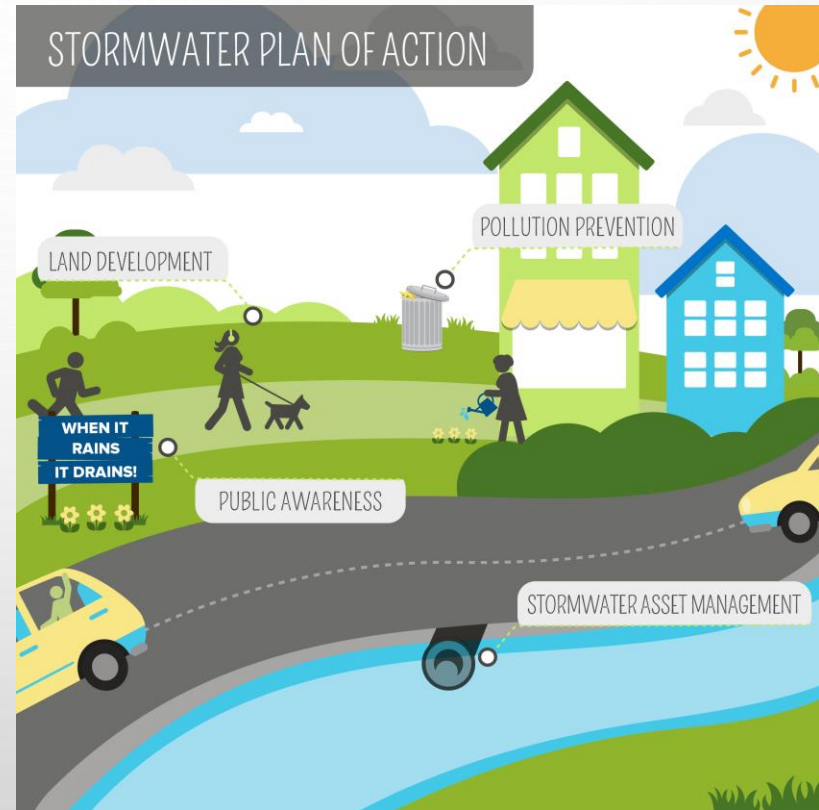 STORMWATER PLAN OF ACTION
POLLUTION PREVENTION
LAND DEVELOPMENT
WHEN IT
RAINS
IT DRAINS!
PUBLIC AWARENESS
STORMWATER ASSET MANAGEMENT